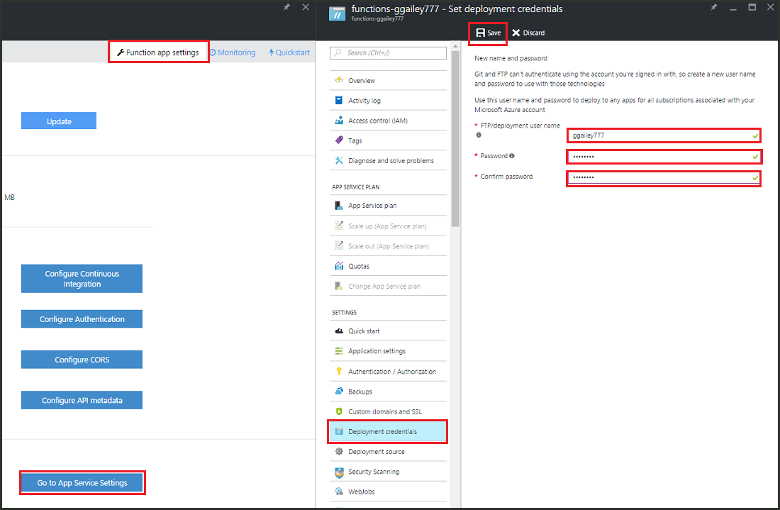 Function app settings
Monitoring
Quickstart
Update
MB
Configure Continuous
Integration
Configure Authentication
Configure CORS
Configure API metadata
Go to App Service Settings
functions-ggailey777 - Set deployment credentials
functions-ggailey777
Search (Ctrl+/)
Overview
Activity log
Access control (IAM)
Tags
Diagnose and solve problems
APP SERVICE PLAN
App Service plan
Scale up (App Service plan)
Scale out (App Service plan)
Quotas
Change App Service plan
SETTINGS
Quick start
Application settings
Authentication / Authorization
Backups
Custom domains and SSL
Deployment credentials
Deployment source
Security Scanning
WebJobs
Save
Discard
New name and password
Git and FTP can't authenticate using the account you're signed in with, so create a new user name
and password to use with those technologies
Use this user name and password to deploy to any apps for all subscriptions associated with your
Microsoft Azure account
* FTP/deployment user name
ggailey777
* Password
••••••••
* Confirm password
••••••••